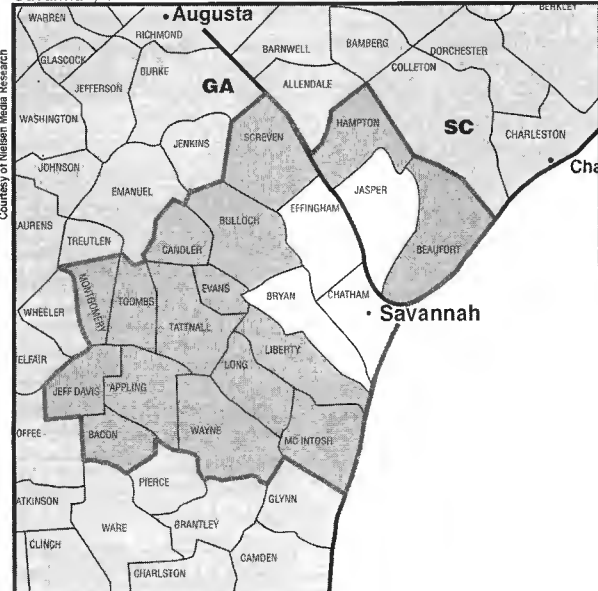 WARREN
Augusta
RICHMOND
BERKLEY
BARNWELL
BAMBERG
DORCHESTER
GLASCOCK
BURKE
COLLETON
JEFFERSON
GA
ALLENDALE
Courtesy of Nielsen Media Research
WASHINGTON
HAMPTON
SC
SCREVEN
CHARLESTON
JENKINS
Cha
JOHNSON
JASPER
EMANUEL
EFFINGHAM
LAURENS
BULLOCH
TREUTLEN
CANDLER
BEAUFORT
MONTGOMERY
EVANS
BRYAN
CHATHAM
TOOMBS
WHEELER
TATTNALL
Savannah
LIBERTY
TELFAIR
LONG
JEFF DAVIS
APPLING
WAYNE
OFFEE
BACON
MC INTOSH
PIERCE
GLYNN
ATKINSON
WARE
BRANTLEY
CLINCH
CAMDEN
CHARLSTON